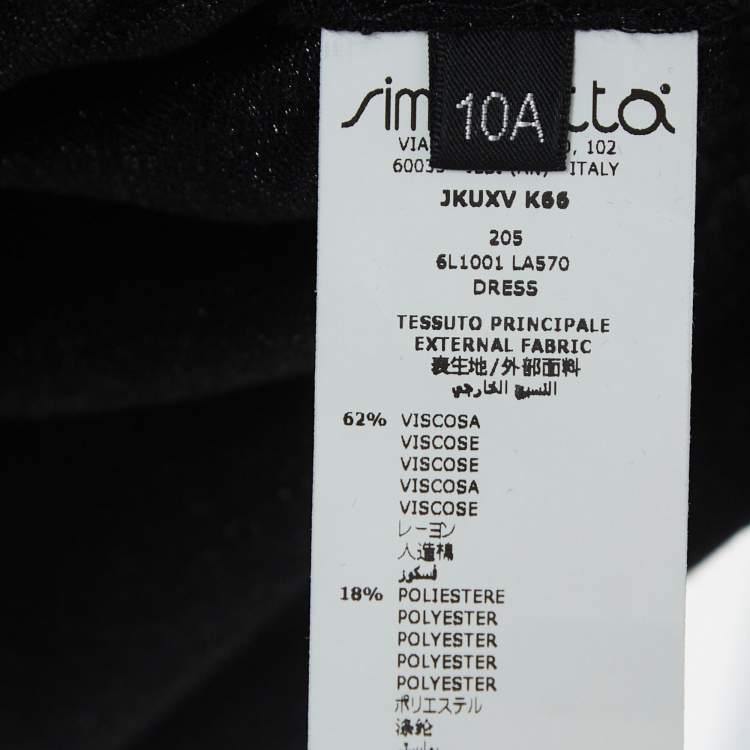 10A
VIA , 102
ITALY
JKUXV K66
205
6L1001 LA570
DRESS
TESSUTO PRINCIPALE
EXTERNAL FABRIC
表生地/外部面料
النسيج الخارجي
62% VISCOSA
VISCOSE
VISCOSE
VISCOSA
VISCOSE
レーヨン
人造棉
فسكوز
18% POLIESTERE
POLYESTER
POLYESTER
POLYESTER
POLYESTER
ポリエステル
涤纶